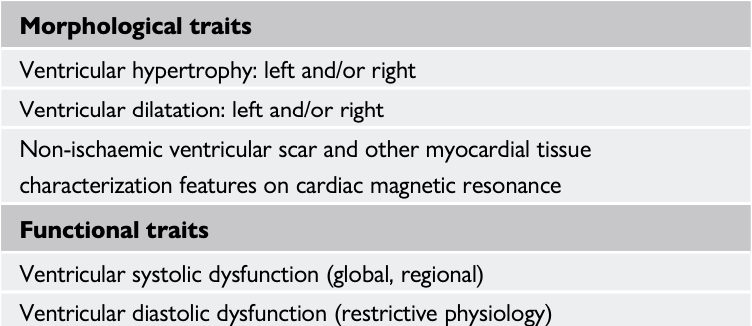 Morphological traits
Ventricular hypertrophy: left and/or right
Ventricular dilatation: left and/or right
Non-ischaemic ventricular scar and other myocardial tissue
characterization features on cardiac magnetic resonance
Functional traits
Ventricular systolic dysfunction (global, regional)
Ventricular diastolic dysfunction (restrictive physiology)